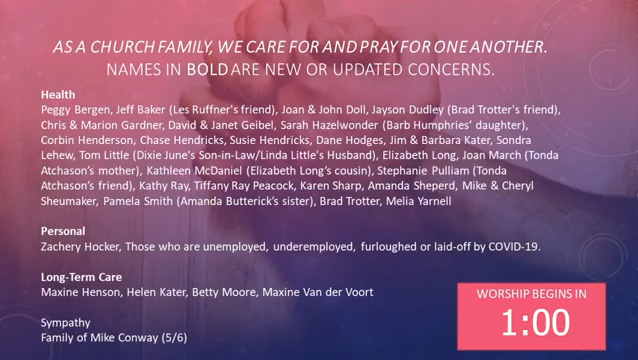 AS A CHURCH FAMILY, WE CARE FOR AND PRAY FOR ONE ANOTHER.
NAMES IN BOLD ARE NEW OR UPDATED CONCERNS.
Health
Peggy Bergen, Jeff Baker (Les Ruffner's friend), Joan & John Doll, Jayson Dudley (Brad Trotter's friend),
Chris & Marion Gardner, David & Janet Geibel, Sarah Hazelwonder (Barb Humphries' daughter),
Corbin Henderson, Chase Hendricks, Susie Hendricks, Dane Hodges, Jim & Barbara Kater, Sondra
Lehew, Tom Little (Dixie June's Son-in-Law/Linda Little's Husband), Elizabeth Long, Joan March (Tonda
Atchason's mother), Kathleen McDaniel (Elizabeth Long's cousin), Stephanie Pulliam (Tonda
Atchason's friend), Kathy Ray, Tiffany Ray Peacock, Karen Sharp, Amanda Sheperd, Mike & Cheryl
Sheumaker, Pamela Smith (Amanda Butterick's sister), Brad Trotter, Melia Yarnell
Personal
Zachery Hocker, Those who are unemployed, underemployed, furloughed or laid-off by COVID-19.
Long-Term Care
Maxine Henson, Helen Kater, Betty Moore, Maxine Van der Voort
Sympathy
Family of Mike Conway (5/6)
WORSHIP BEGINS IN
1:00